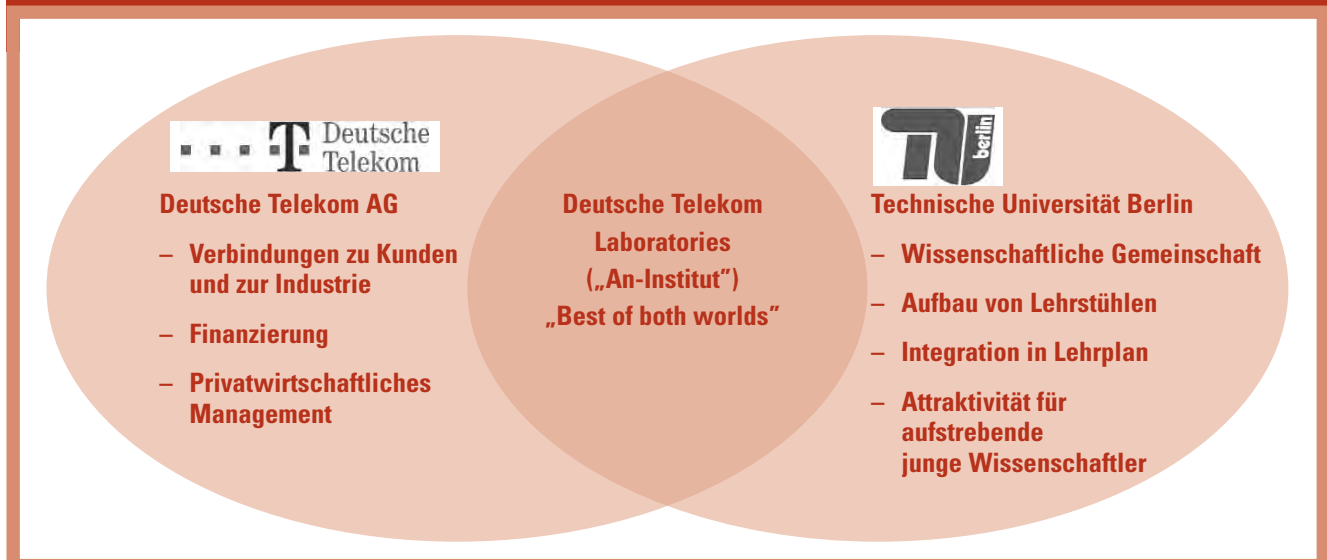 Deutsche
Telekom
Deutsche Telekom AG
– Verbindungen zu Kunden
und zur Industrie
– Finanzierung
– Privatwirtschaftliches
Management
Deutsche Telekom
Laboratories
(„An-Institut”)
„Best of both worlds”
berlin
Technische Universität Berlin
– Wissenschaftliche Gemeinschaft
– Aufbau von Lehrstühlen
– Integration in Lehrplan
– Attraktivität für
aufstrebende
junge Wissenschaftler